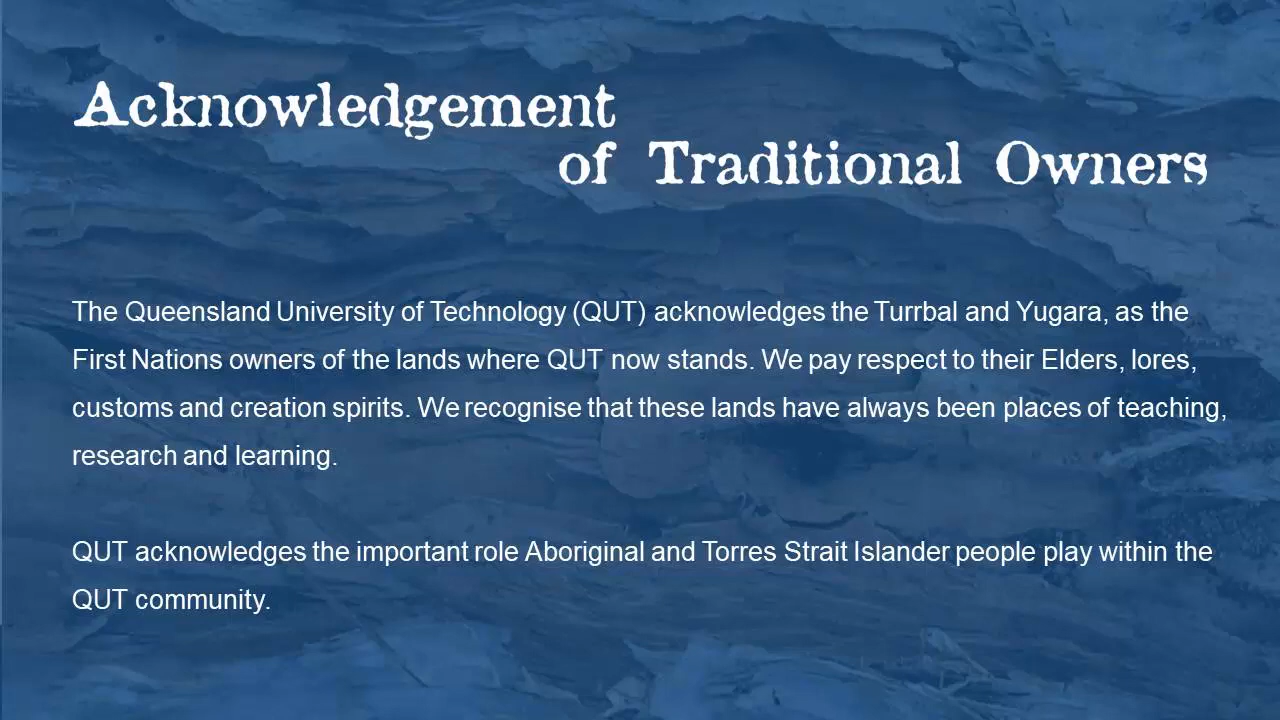 Acknowledgement
of Traditional Owners
The Queensland University of Technology (QUT) acknowledges the Turrbal and Yugara, as the
First Nations owners of the lands where QUT now stands. We pay respect to their Elders, lores,
customs and creation spirits. We recognise that these lands have always been places of teaching,
research and learning.
QUT acknowledges the important role Aboriginal and Torres Strait Islander people play within the
QUT community.